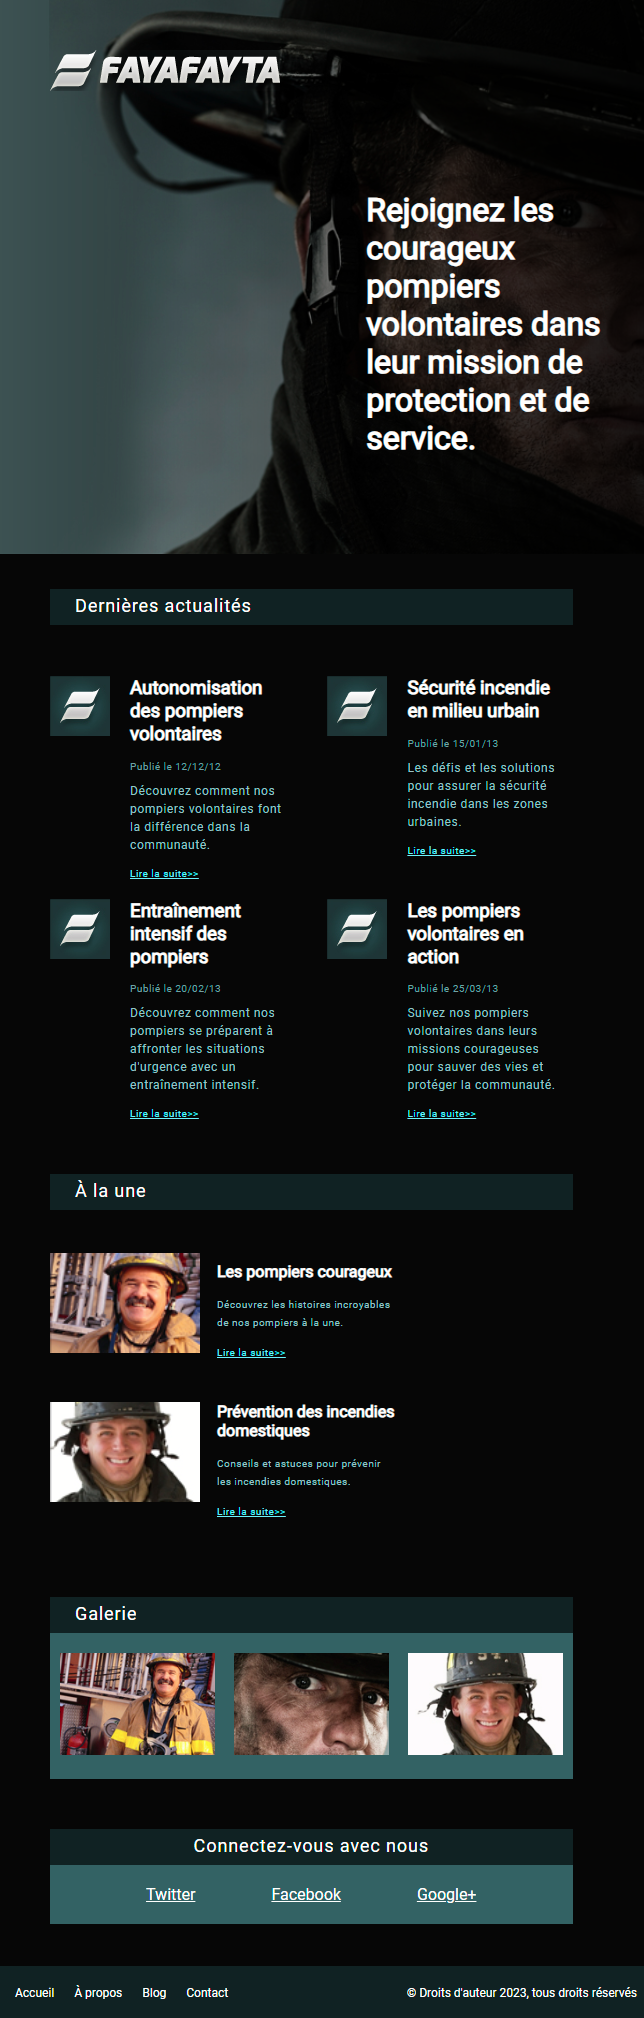 FAYAFAYTA
Rejoignez les
courageux
pompiers
volontaires dans
leur mission de
protection et de
service.
Dernières actualités
Autonomisation
des pompiers
volontaires
Publié le 12/12/12
Découvrez comment nos
pompiers volontaires font
la différence dans la
communauté.
Lire la suite>>
Sécurité incendie
en milieu urbain
Publié le 15/01/13
Les défis et les solutions
pour assurer la sécurité
incendie dans les zones
urbaines.
Lire la suite>>
Entraînement
intensif des
pompiers
Publié le 20/02/13
Découvrez comment nos
pompiers se préparent à
affronter les situations
d'urgence avec un
entraînement intensif.
Lire la suite>>
Les pompiers
volontaires en
action
Publié le 25/03/13
Suivez nos pompiers
volontaires dans leurs
missions courageuses
pour sauver des vies et
protéger la communauté.
Lire la suite>>
À la une
Les pompiers courageux
Découvrez les histoires incroyables
de nos pompiers à la une.
Lire la suite>>
Prévention des incendies
domestiques
Conseils et astuces pour prévenir
les incendies domestiques.
Lire la suite>>
Galerie
Connectez-vous avec nous
Twitter Facebook Google+
Accueil À propos Blog Contact © Droits d'auteur 2023, tous droits réservés